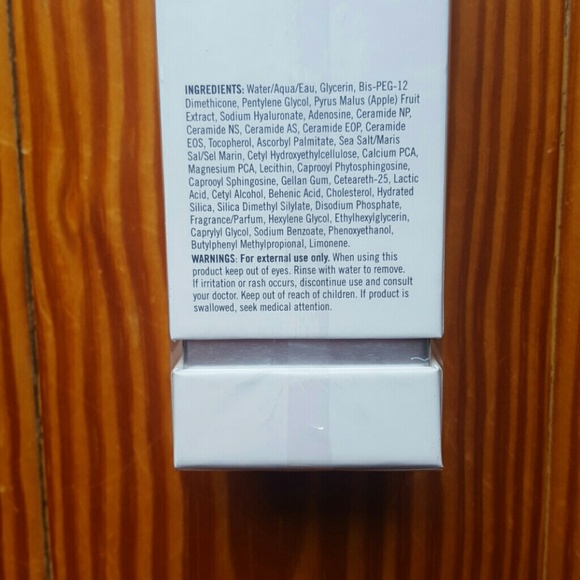 INGREDIENTS: Water/Aqua/Eau, Glycerin, Bis-PEG-12
Dimethicone, Pentylene Glycol, Pyrus Malus (Apple) Fruit
Extract, Sodium Hyaluronate, Adenosine, Ceramide NP,
Ceramide NS, Ceramide AS, Ceramide EOP, Ceramide
EOS, Tocopherol, Ascorbyl Palmitate, Sea Salt/Maris
Sal/Sel Marin, Cetyl Hydroxyethylcellulose, Calcium PCA,
Magnesium PCA, Lecithin, Caprooyl Phytosphingosine,
Caprooyl Sphingosine, Gellan Gum, Ceteareth-25, Lactic
Acid, Cetyl Alcohol, Behenic Acid, Cholesterol, Hydrated
Silica, Silica Dimethyl Silylate, Disodium Phosphate,
Fragrance/Parfum, Hexylene Glycol, Ethylhexylglycerin,
Caprylyl Glycol, Sodium Benzoate, Phenoxyethanol,
Butylphenyl Methylpropional, Limonene.
WARNINGS: For external use only. When using this
product keep out of eyes. Rinse with water to remove.
If irritation or rash occurs, discontinue use and consult
your doctor. Keep out of reach of children. If product is
swallowed, seek medical attention.